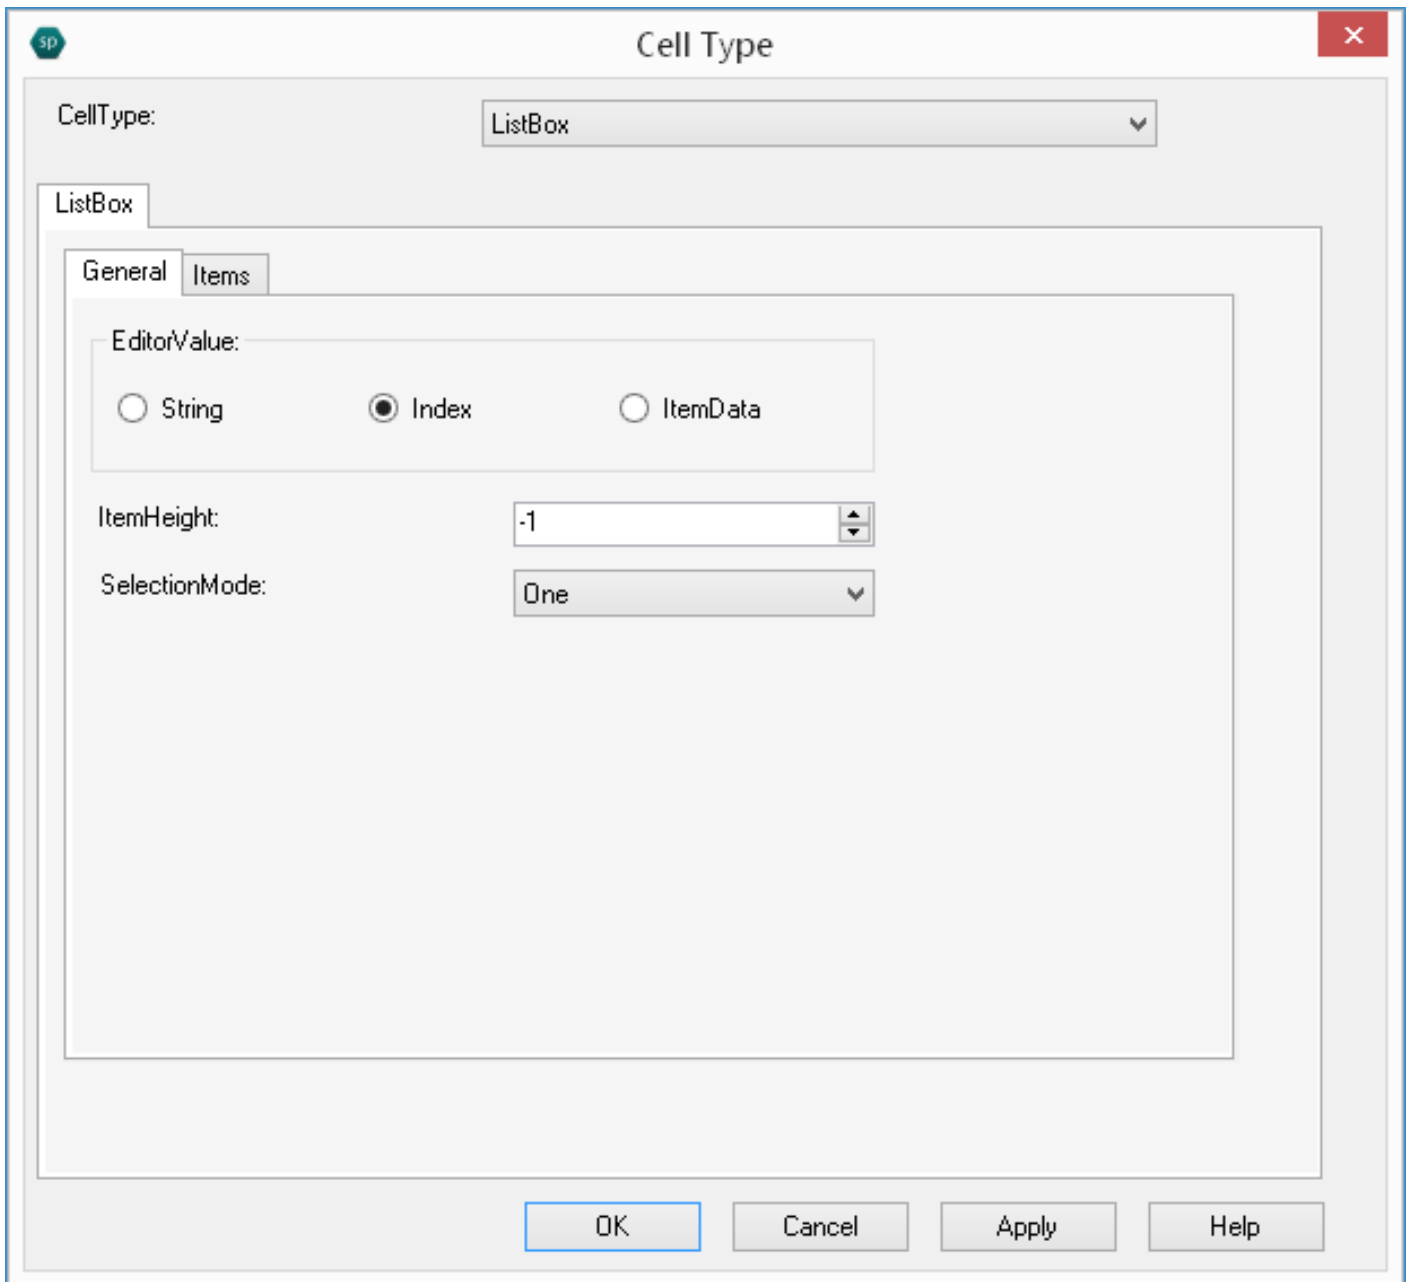 sp
Cell Type
CellType:
ListBox
ListBox
General
Items
EditorValue:
String
Index
ItemData
ItemHeight:
-1
SelectionMode:
One
OK
Cancel
Apply
Help